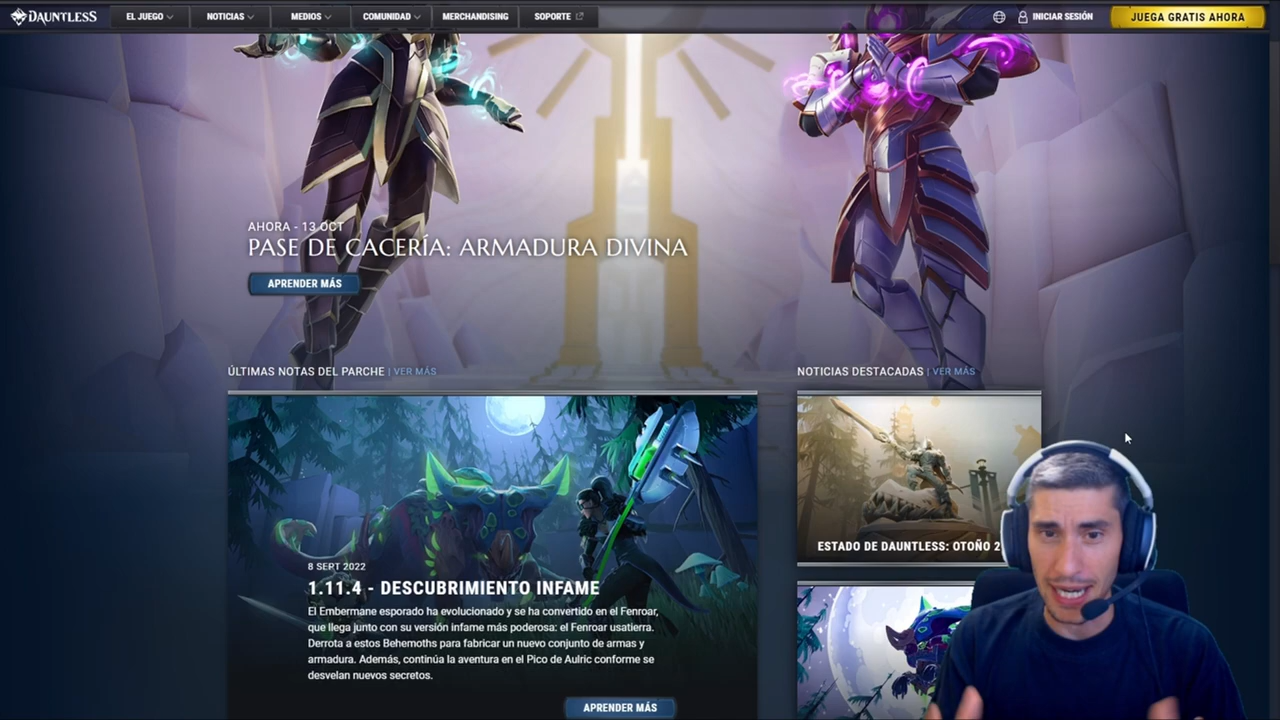 DAUNTLESS
EL JUEGO
NOTICIAS
MEDIOS
COMUNIDAD
MERCHANDISING
SOPORTE
INICIAR SESIÓN
JUEGA GRATIS AHORA
AHORA - 13 OCT
PASE DE CACERÍA: ARMADURA DIVINA
APRENDER MÁS
ÚLTIMAS NOTAS DEL PARCHE | VER MÁS
8 SEPT 2022
1.11.4 - DESCUBRIMIENTO INFAME
El Embermane esporado ha evolucionado y se ha convertido en el Fenroar,
que llega junto con su versión infame más poderosa: el Fenroar usatierra.
Derrota a estos Behemoths para fabricar un nuevo conjunto de armas y
armadura. Además, continúa la aventura en el Pico de Aulric conforme se
desvelan nuevos secretos.
APRENDER MÁS
NOTICIAS DESTACADAS | VER MÁS
ESTADO DE DAUNTLESS: OTOÑO 2